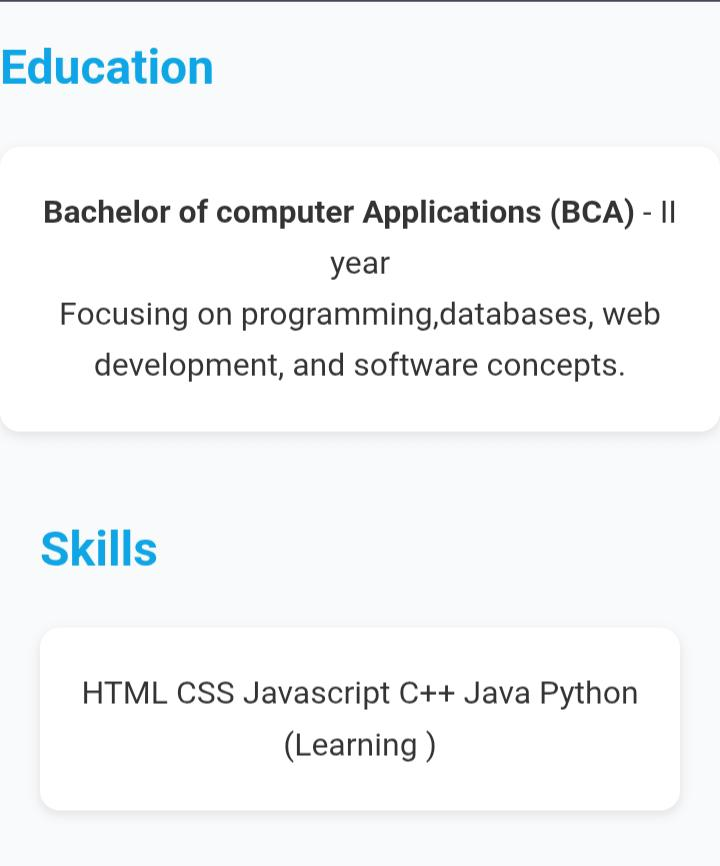 Education
Bachelor of computer Applications (BCA) - II
year
Focusing on programming,databases, web
development, and software concepts.
Skills
HTML CSS Javascript C++ Java Python
(Learning )